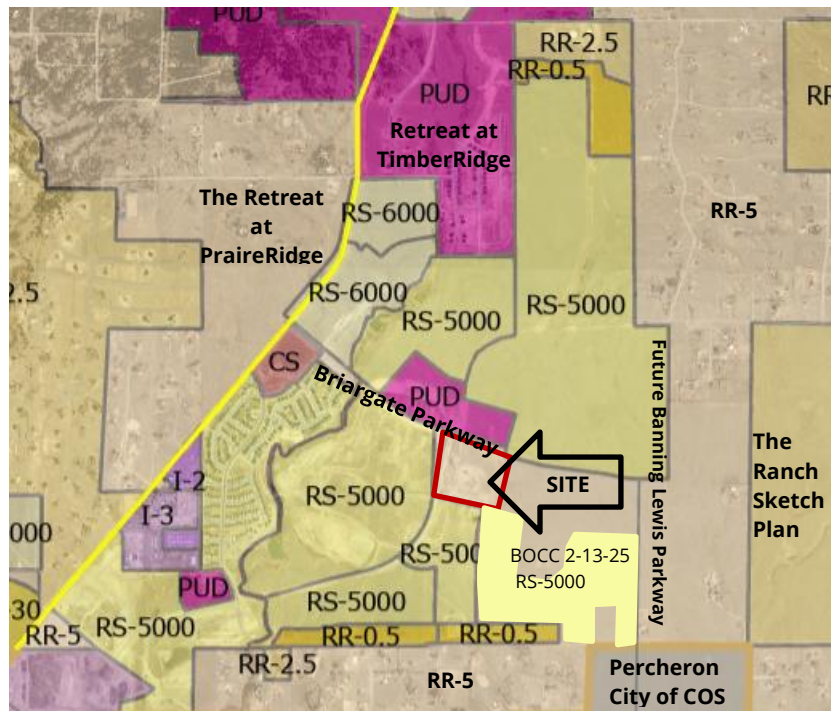 PUD
RR-2.5
RR-0.5
PUD
RR
Retreat at
TimberRidge
The Retreat
at
PraireRidge
RS-6000
RR-5
2.5
RS-6000
RS-5000
RS-5000
CS
Briargate Parkway
PUD
Future Banning Lewis Parkway
The
Ranch
Sketch
Plan
I-2
SITE
RS-5000
I-3
000
RS-500
BOCC 2-13-25
RS-5000
PUD
RS-5000
30
RS-5000
RR-5
RR-0.5
RR-0.5
RR-2.5
RR-5
Percheron
City of COS